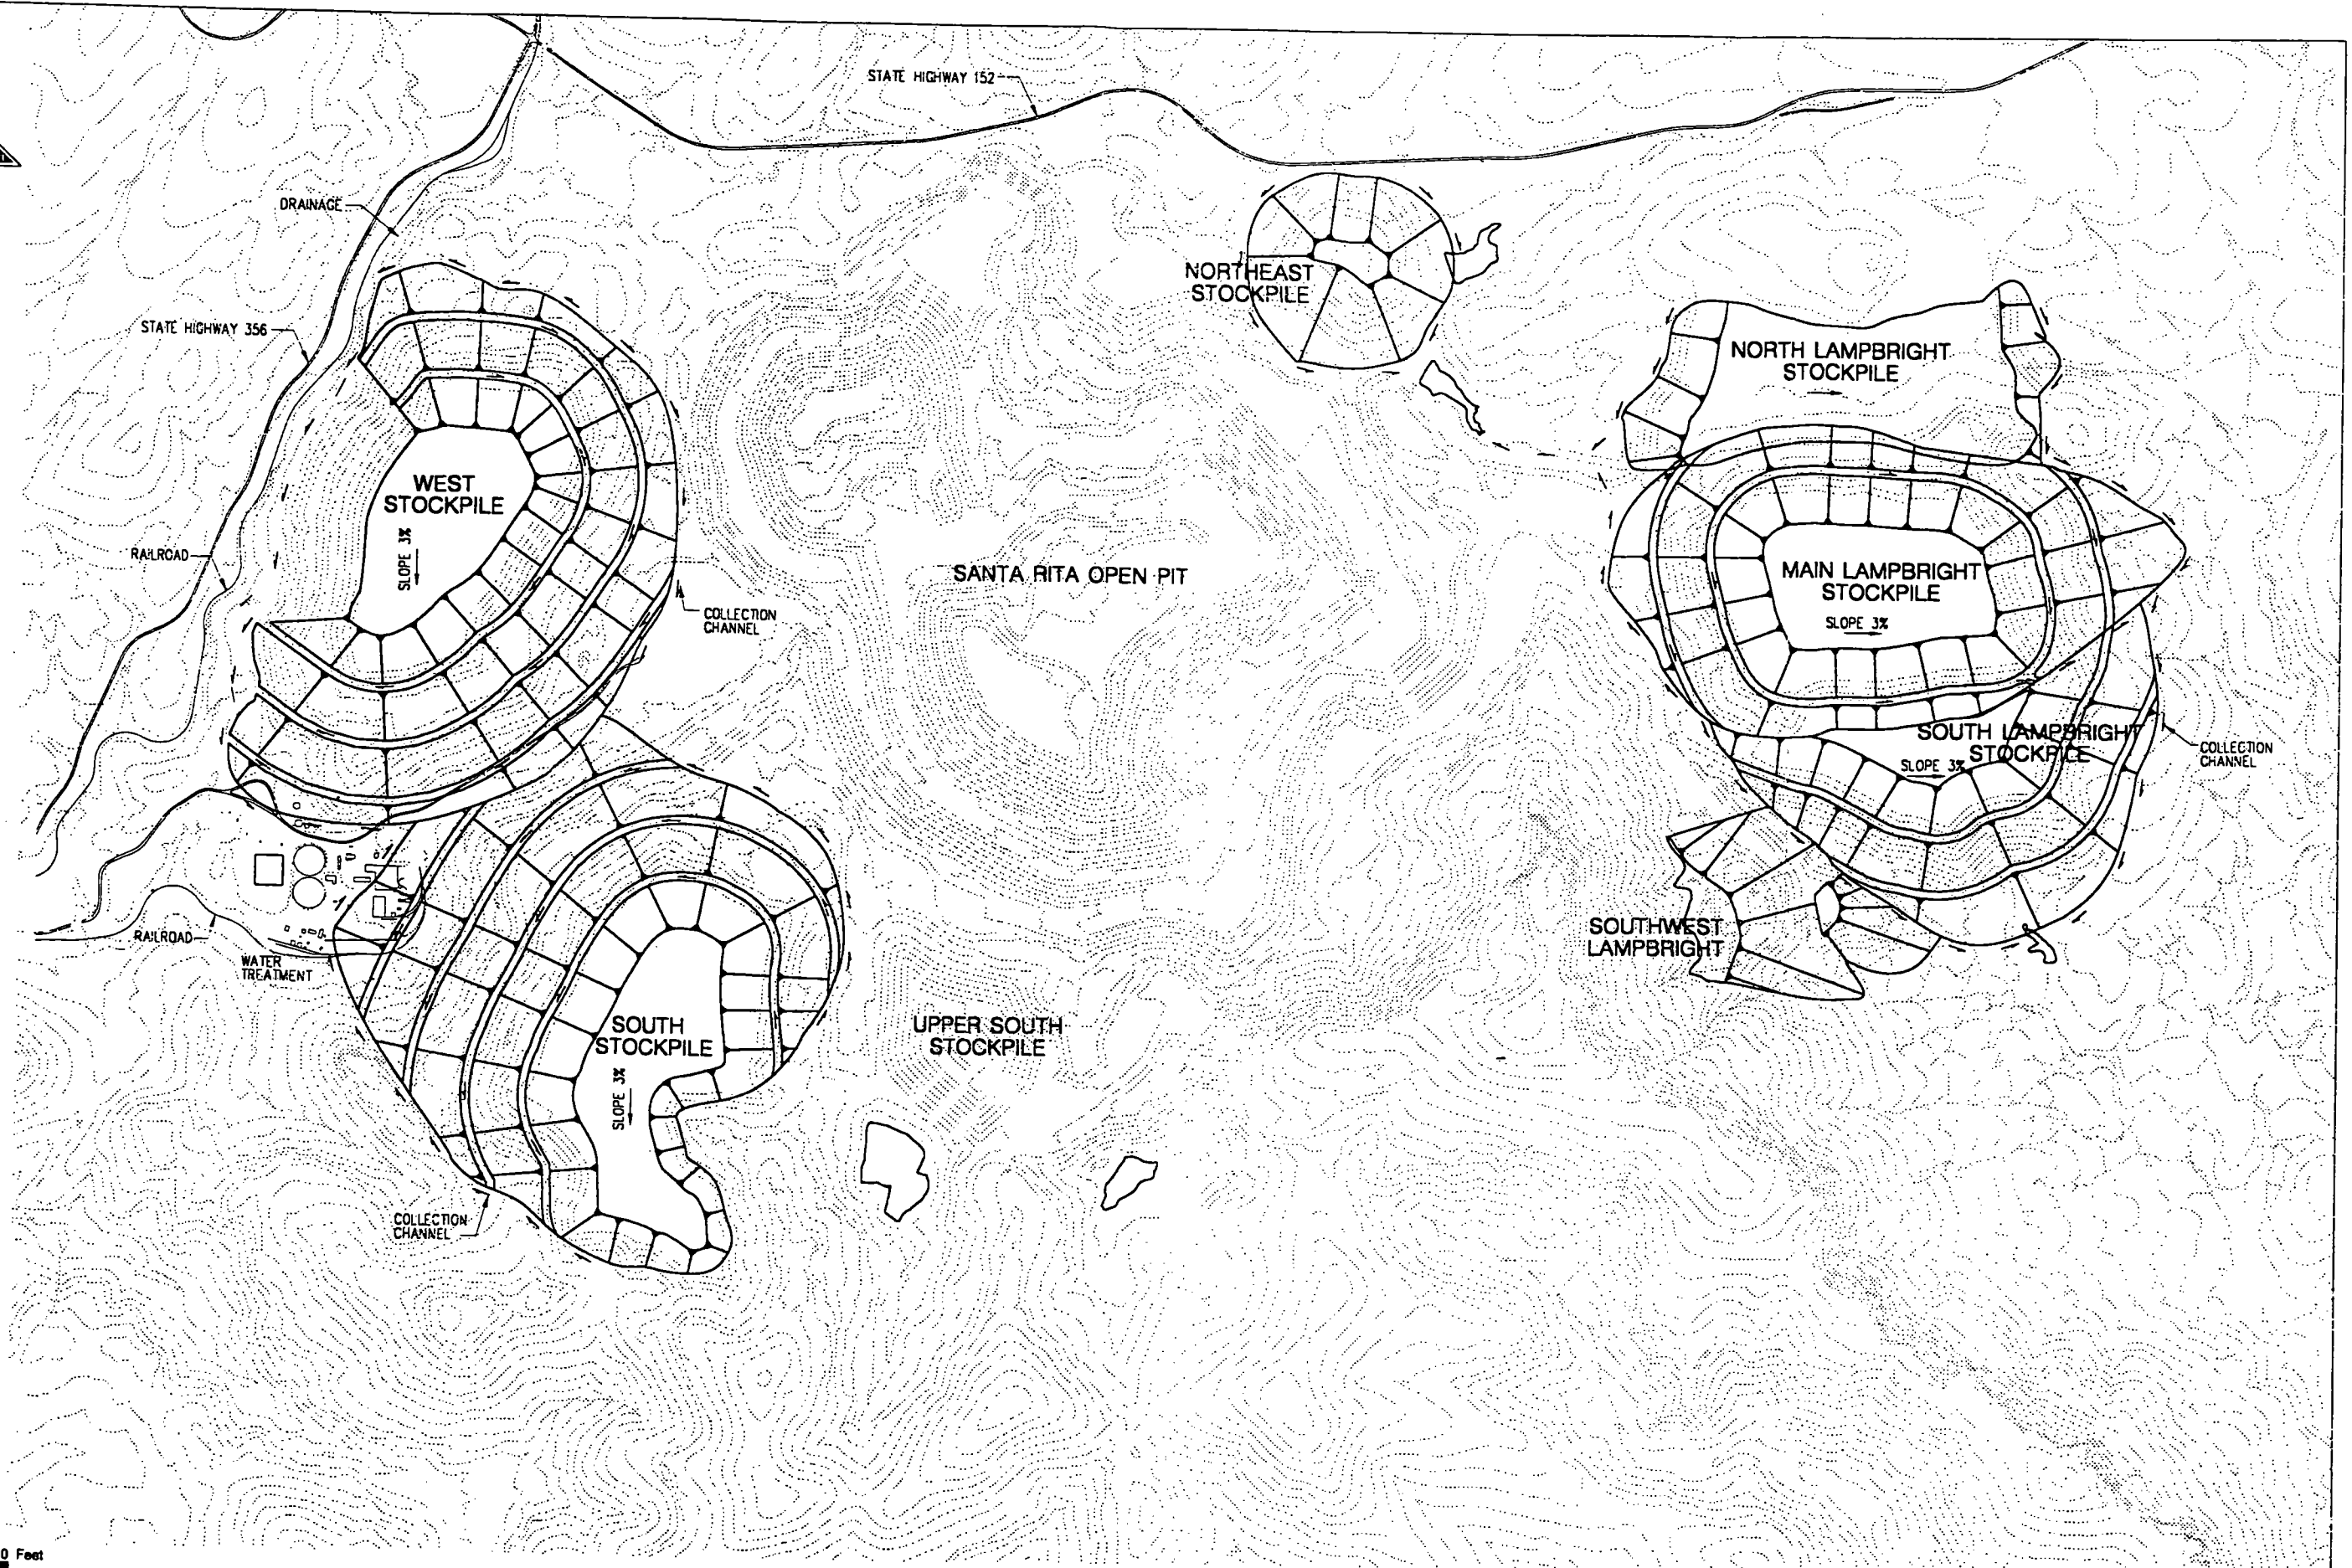 STATE HIGHWAY 152
DRAINAGE
NORTHEAST
STOCKPILE
STATE HIGHWAY 356
NORTH LAMPBRIGHT
STOCKPILE
WEST
STOCKPILE
SLOPE 3%
RAILROAD
SANTA RITA OPEN PIT
MAIN LAMPBRIGHT
STOCKPILE
SLOPE 3%
COLLECTION
CHANNEL
SOUTH LAMPBRIGHT
STOCKPILE
SLOPE 3%
COLLECTION
CHANNEL
RAILROAD
WATER
TREATMENT
SOUTHWEST
LAMPBRIGHT
SOUTH
STOCKPILE
SLOPE 3%
UPPER SOUTH
STOCKPILE
COLLECTION
CHANNEL
0 Feet